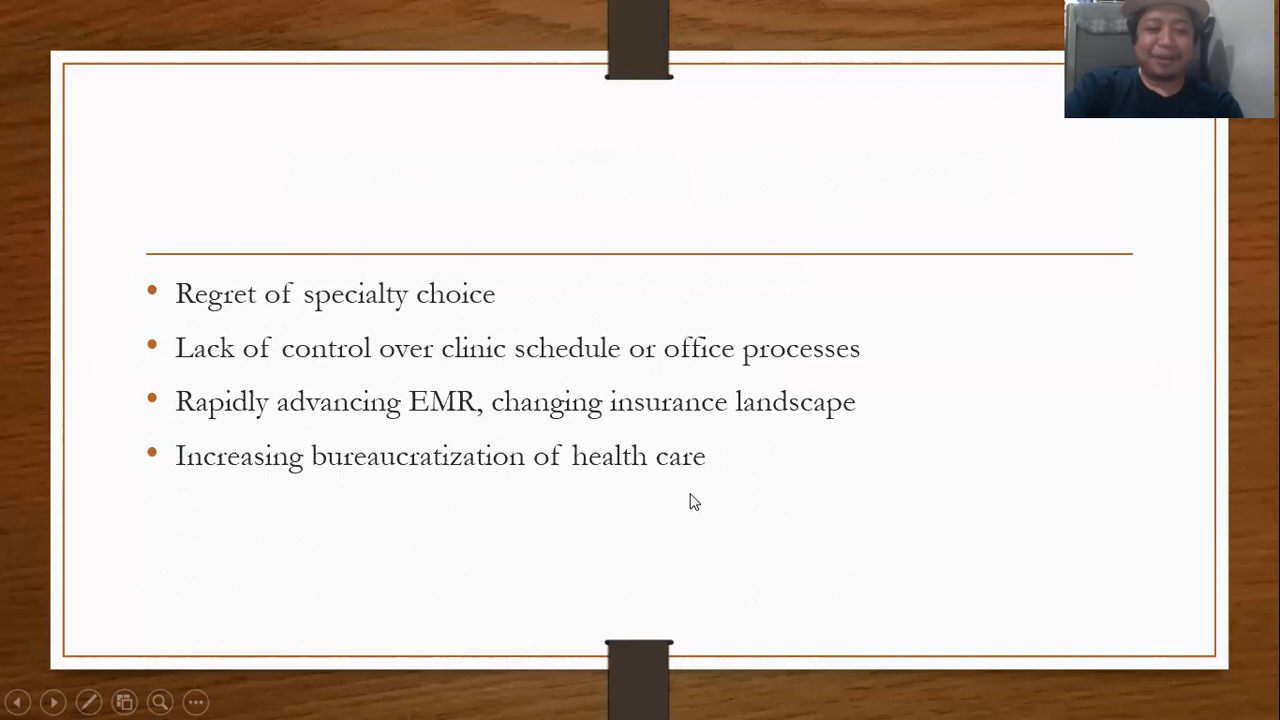 Regret of specialty choice
Lack of control over clinic schedule or office processes
Rapidly advancing EMR, changing insurance landscape
Increasing bureaucratization of health care